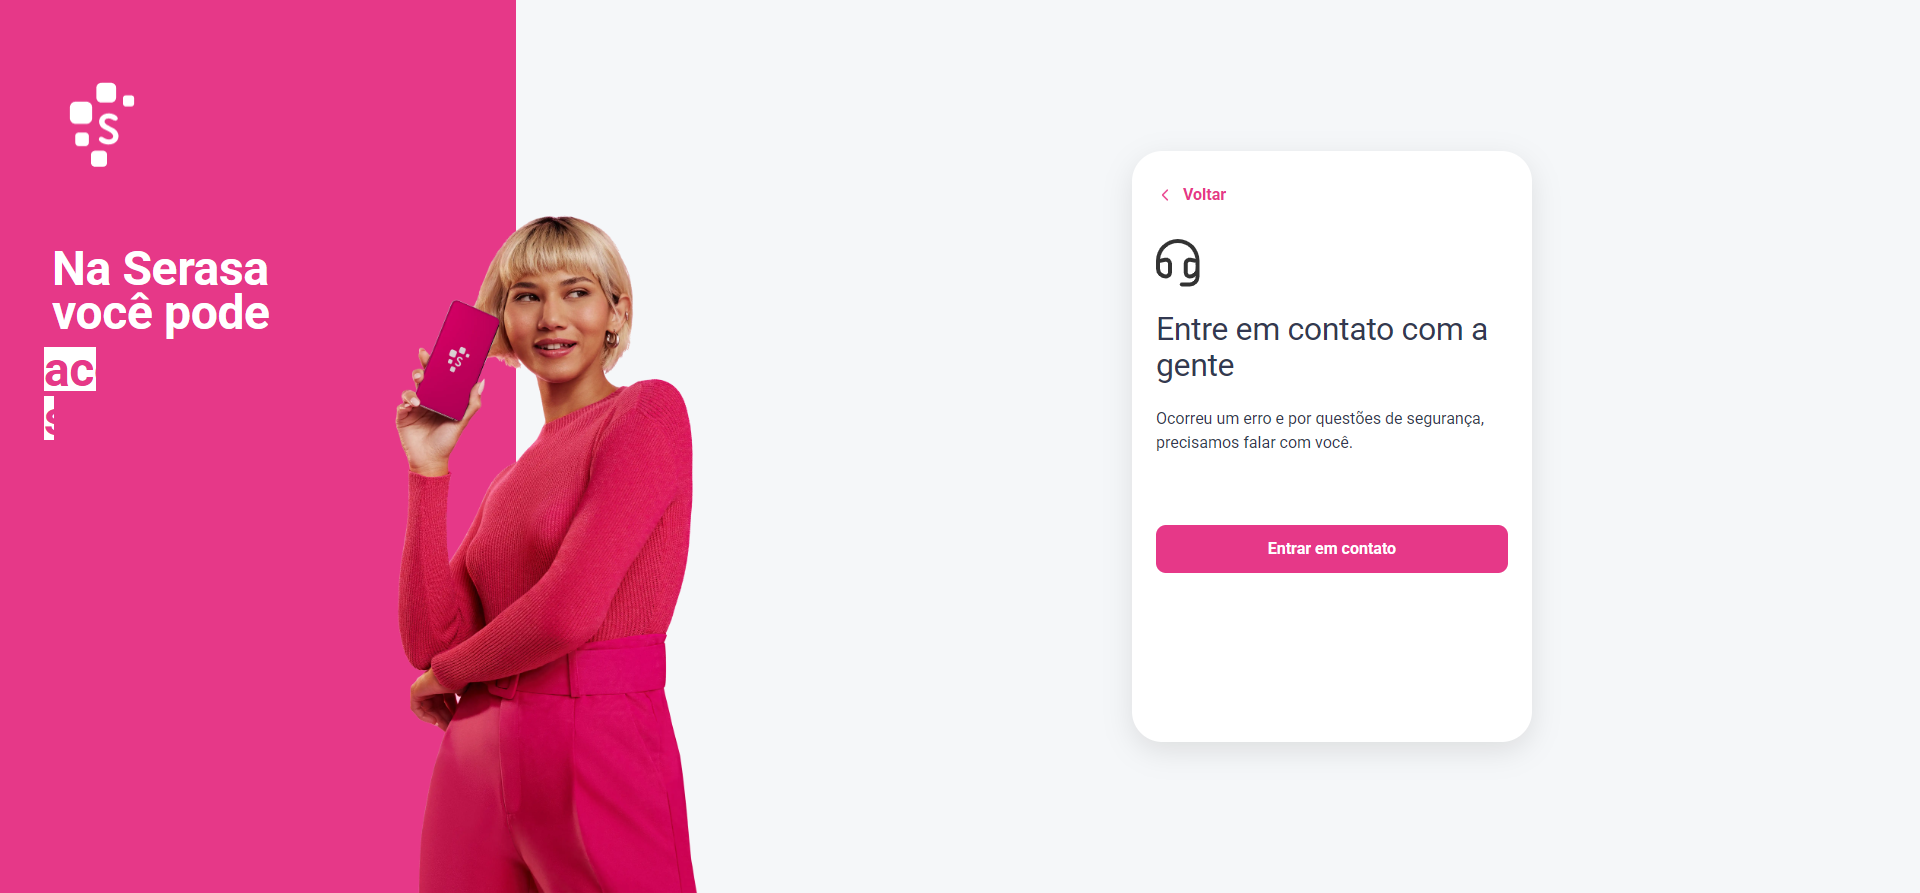 S
Na Serasa
você pode
ac
Voltar
Entre em contato com a
gente
Ocorreu um erro e por questões de segurança,
precisamos falar com você.
Entrar em contato